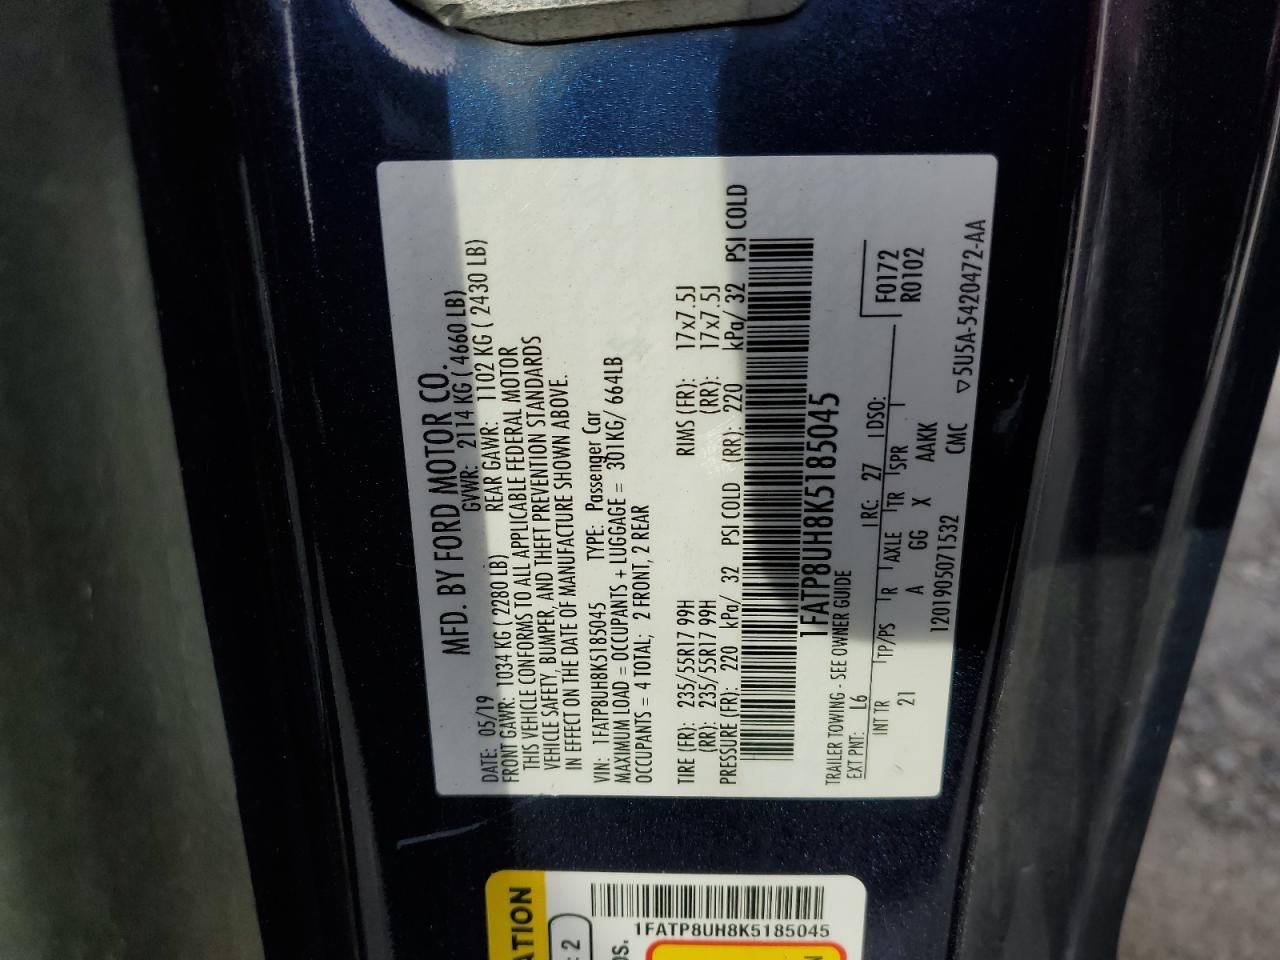 MFD. BY FORD MOTOR CO.
DATE: 05/19 GVWR: 2114 KG ( 4660 LB)
FRONT GAWR: 1034 KG ( 2280 LB) REAR GAWR: 1102 KG ( 2430 LB)
THIS VEHICLE CONFORMS TO ALL APPLICABLE FEDERAL MOTOR
VEHICLE SAFETY, BUMPER, AND THEFT PREVENTION STANDARDS
IN EFFECT ON THE DATE OF MANUFACTURE SHOWN ABOVE.
VIN: 1FATP8UH8K5185045 TYPE: Passenger Car
MAXIMUM LOAD = OCCUPANTS + LUGGAGE = 301KG/ 664LB
OCCUPANTS = 4 TOTAL; 2 FRONT, 2 REAR
TIRE (FR): 235/55R17 99H RIMS (FR): 17x7.5J
(RR): 235/55R17 99H (RR): 17x7.5J
PRESSURE (FR): 220 kPa/ 32 PSI COLD (RR): 220 kPa/ 32 PSI COLD
1FATP8UH8K5185045
TRAILER TOWING - SEE OWNER GUIDE
EXT PNT: L6 RC: 27 DSO: F0172
R0102
INT TR TP/PS R AXLE TR SPR
21 A GG X AAKK
12019050 71532 CMC ▽5U5A-5420472-AA
ATION
: 2
os.
1FATP8UH8K5185045
N